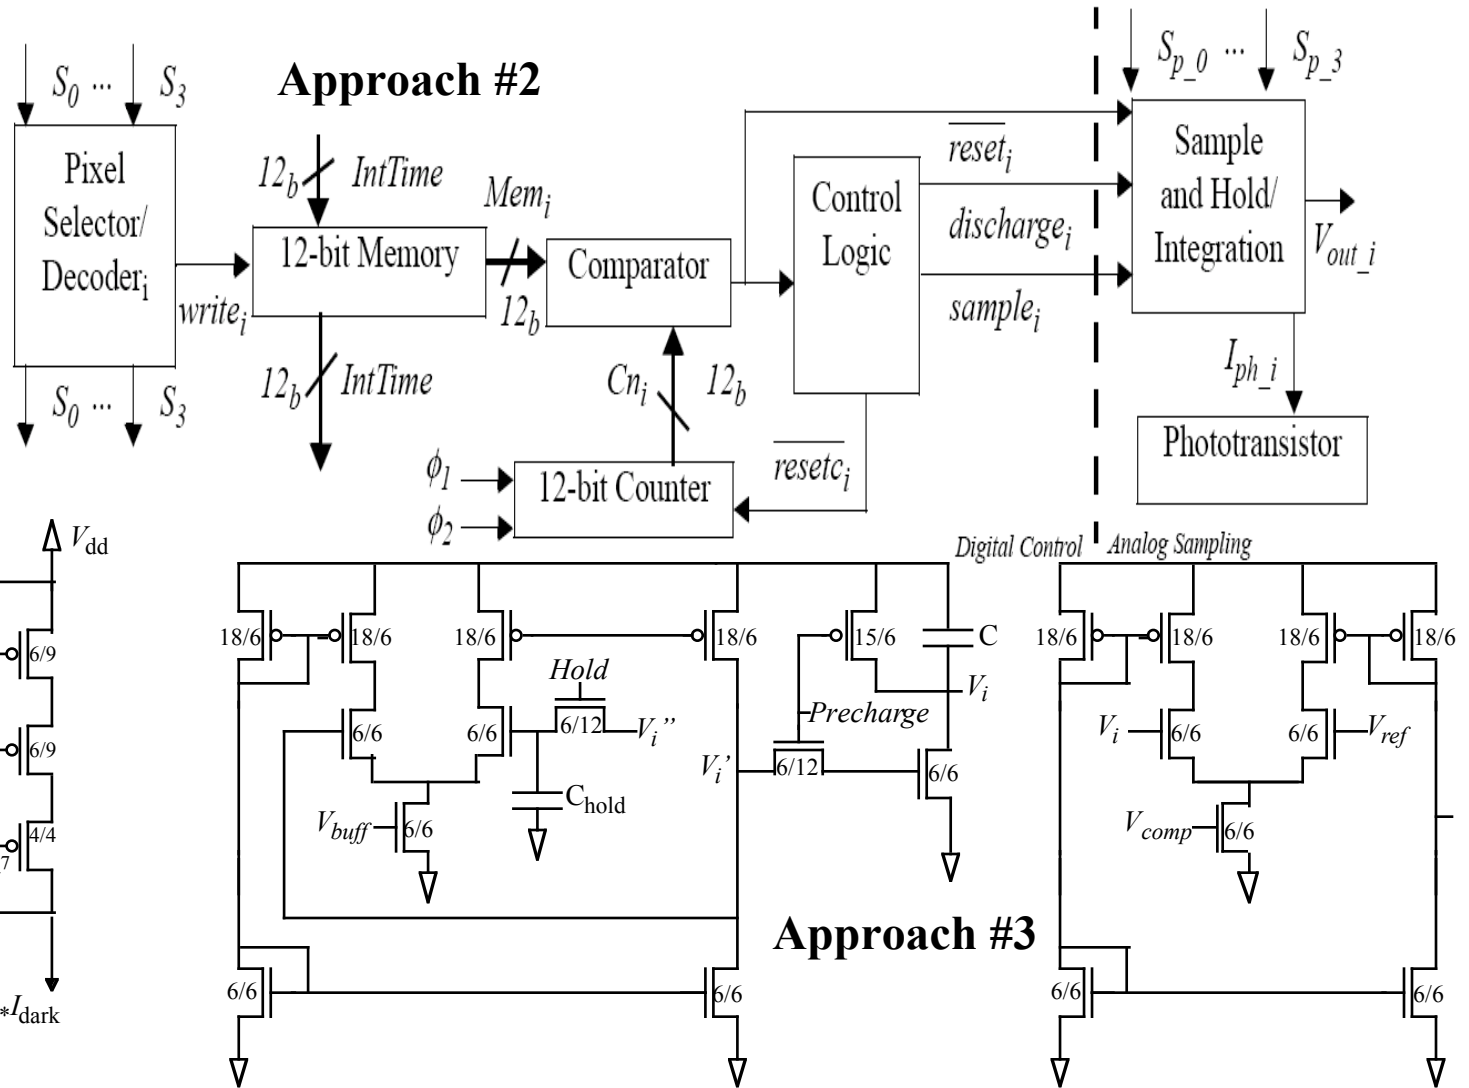 Approach #2
S0 ... S3
Sp_0 ... Sp_3
Pixel
Selector/
Decoderi
12b IntTime
Memi
12-bit Memory
writei
12b
Comparator
Control
Logic
reseti
dischargei
samplei
Sample
and Hold/
Integration
Vout_i
Iph_i
Phototransistor
S0 ... S3
12b IntTime
Cni 12b
ϕ1
ϕ2
12-bit Counter
resetci
Digital Control
Analog Sampling
Vdd
6/9
6/9
4/4
7
*Idark
18/6
18/6
18/6
18/6
15/6
C
Hold
Vi
6/6
6/6
6/12
Vi''
Precharge
Vi'
6/12
6/6
Chold
Vbuff
6/6
6/6
6/6
Approach #3
18/6
18/6
18/6
18/6
Vi
6/6
6/6
Vref
Vcomp
6/6
6/6
6/6